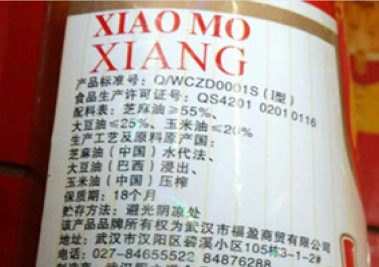 XIAO MO
XIANG
产品标准号：Q/WCZD0001S（Ⅰ型）
食品生产许可证号：QS4201 0201 0116
配料表：芝麻油≥55%、
大豆油≤25%、玉米油≤20%
生产工艺及原料原产国：
芝麻油（中国）水代法、
大豆油（巴西）浸出、
玉米油（中国）压榨
保质期：18个月
贮存方法：避光阴凉处
该产品品牌所有权为武汉市福盈商贸有限公司
地址：武汉市汉阳区碧溪小区105栋3-1-2#
电话：027-84655522 84876288